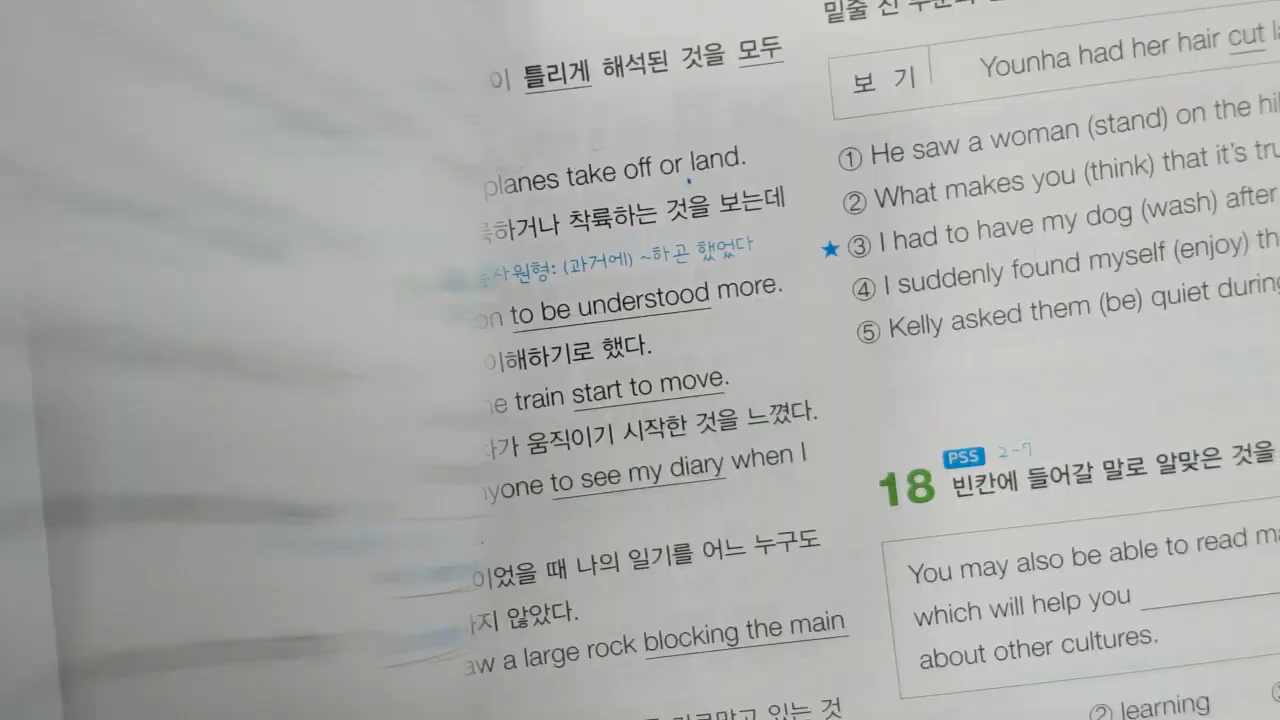 틀리게 해석된 것을 모두
planes take off or land.
하거나 착륙하는 것을 보는데
원형: (과거에) ~하곤 했었다
to be understood more.
이해하기로 했다.
train start to move.
움직이기 시작한 것을 느꼈다.
to see my diary when I
이었을 때 나의 일기를 어느 누구도
않았다.
a large rock blocking the main
있는 것
밑줄 친
보 기
Younha had her hair cut
① He saw a woman (stand) on the
② What makes you (think) that it's
★ ③ I had to have my dog (wash) after
④ I suddenly found myself (enjoy)
⑤ Kelly asked them (be) quiet
PSS 2-7
18 빈칸에 들어갈 말로 알맞은 것을
You may also be able to read
which will help you
about other cultures.
② learning